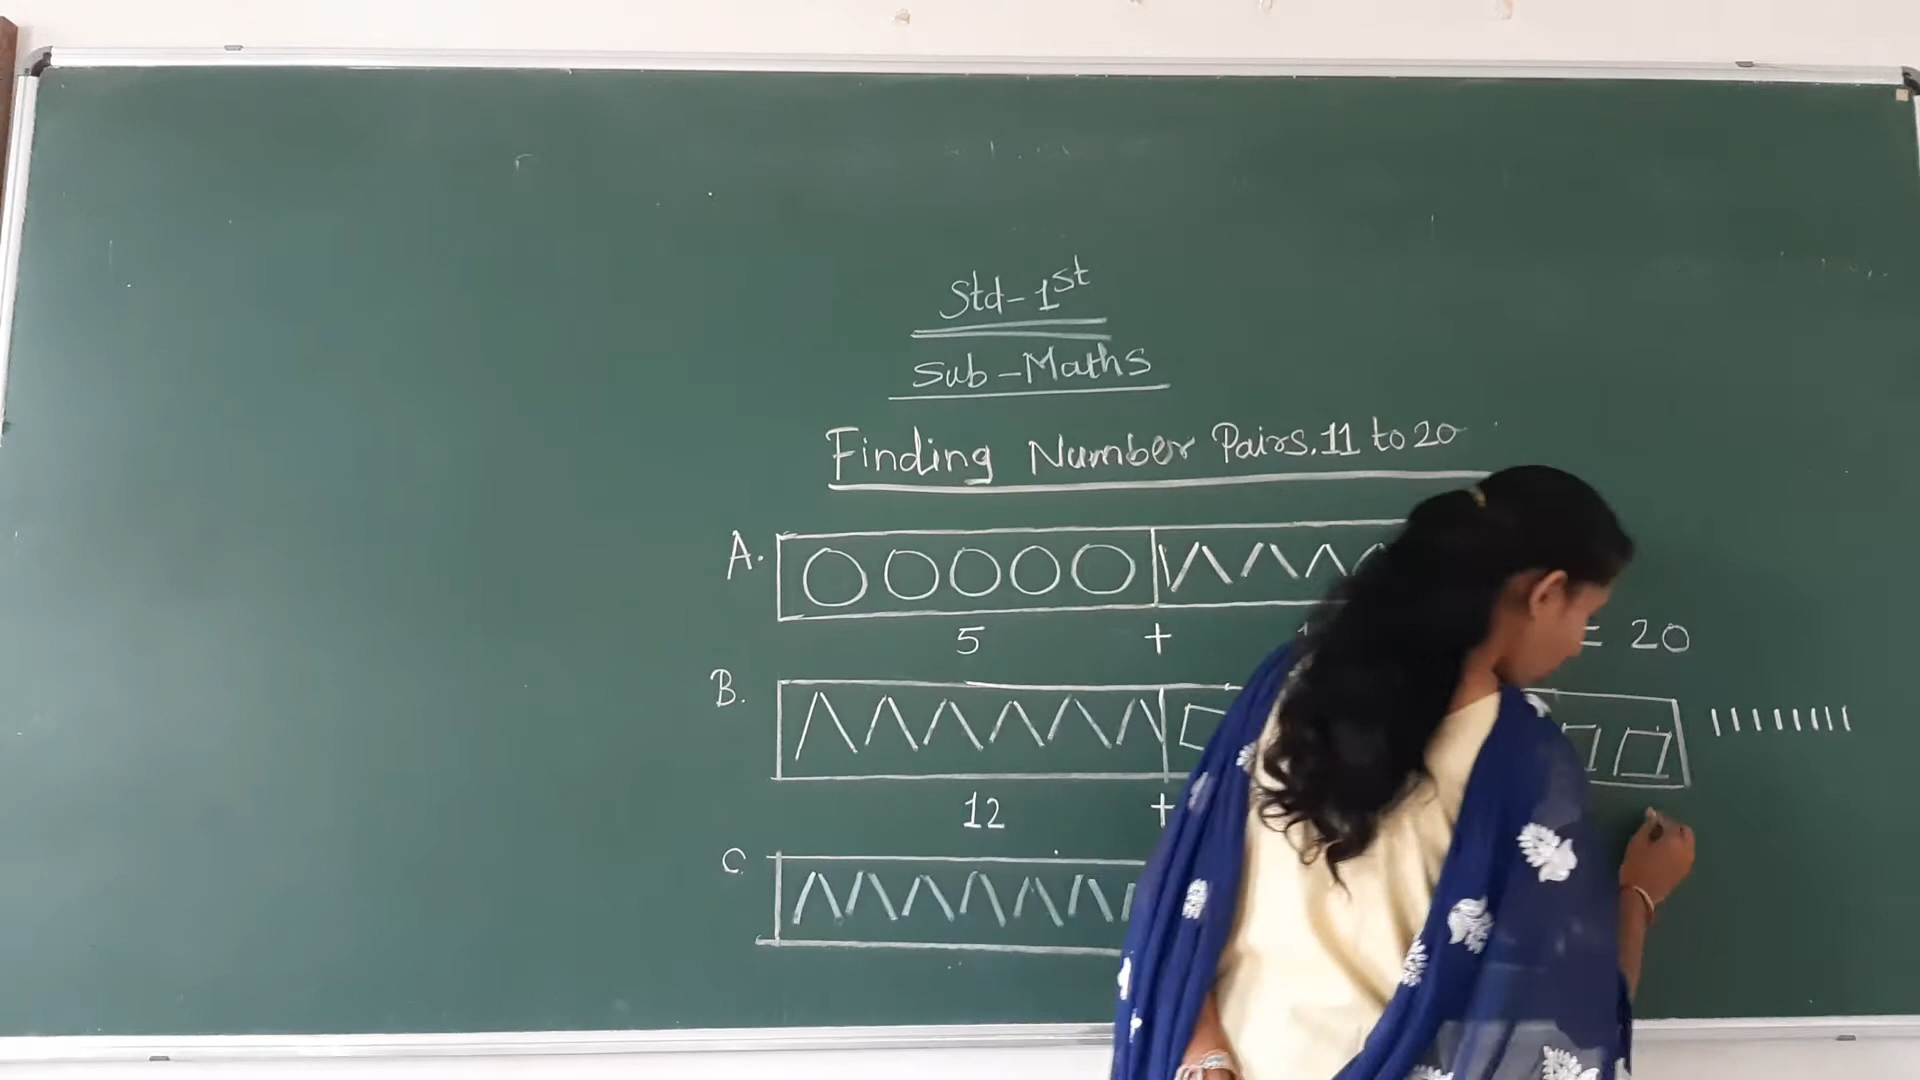 Std-1st
Sub-Maths
Finding Number Pairs.11 to 20
A.
5 + = 20
B.
12 +
C